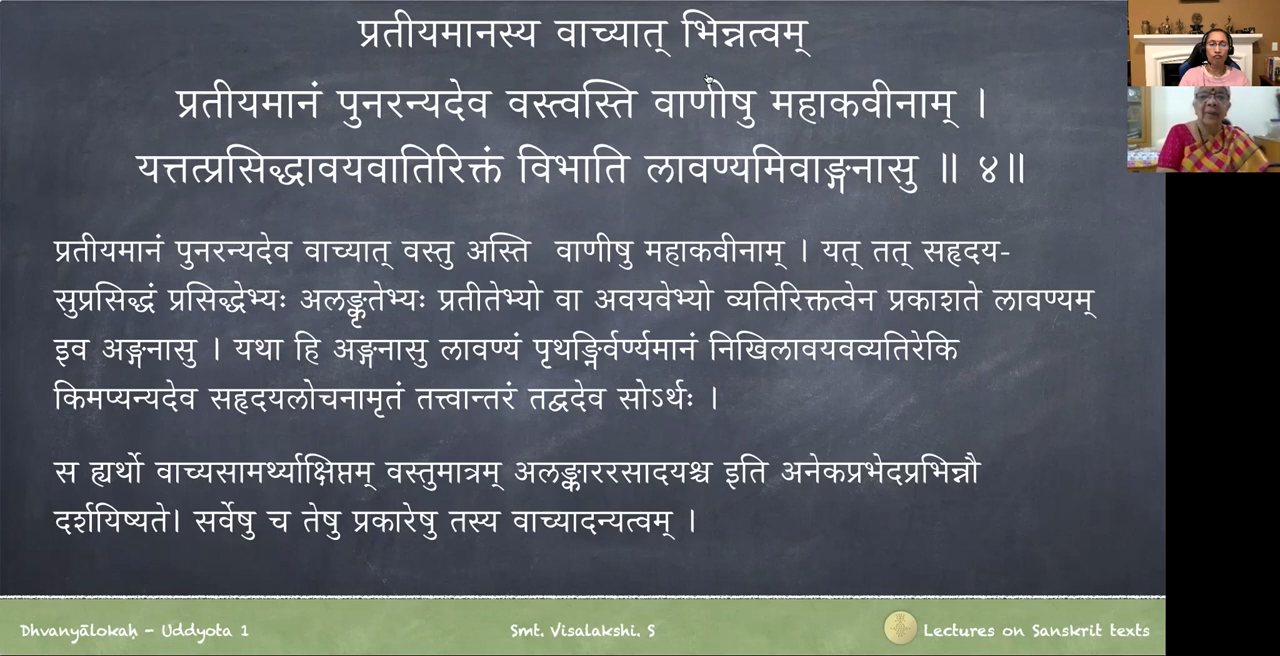 प्रतीयमानस्य वाच्यात् भिन्नत्वम्
प्रतीयमानं पुनरन्यदेव वस्त्वस्ति वाणीषु महाकवीनाम् ।
यत्तत्प्रसिद्धावयवातिरिक्तं विभाति लावण्यमिवाङ्गनासु ॥ ४॥
प्रतीयमानं पुनरन्यदेव वाच्यात् वस्तु अस्ति वाणीषु महाकवीनाम् । यत् तत् सहृदय-
सुप्रसिद्धं प्रसिद्धेभ्यः अलङ्कृतेभ्यः प्रतीतेभ्यो वा अवयवेभ्यो व्यतिरिक्तत्वेन प्रकाशते लावण्यम्
इव अङ्गनासु । यथा हि अङ्गनासु लावण्यं पृथङ्निर्वर्ण्यमानं निखिलावयवव्यतिरेकि
किमप्यन्यदेव सहृदयलोचनामृतं तत्त्वान्तरं तद्वदेव सोऽर्थः ।
स ह्यर्थो वाच्यसामर्थ्याक्षिप्तम् वस्तुमात्रम् अलङ्काररसादयश्च इति अनेकप्रभेदप्रभिन्नौ
दर्शयिष्यते। सर्वेषु च तेषु प्रकारेषु तस्य वाच्यादन्यत्वम् ।
Dhvanyālokaḥ - Uddyota 1
Smt. Visalakshi. S
Lectures on Sanskrit texts